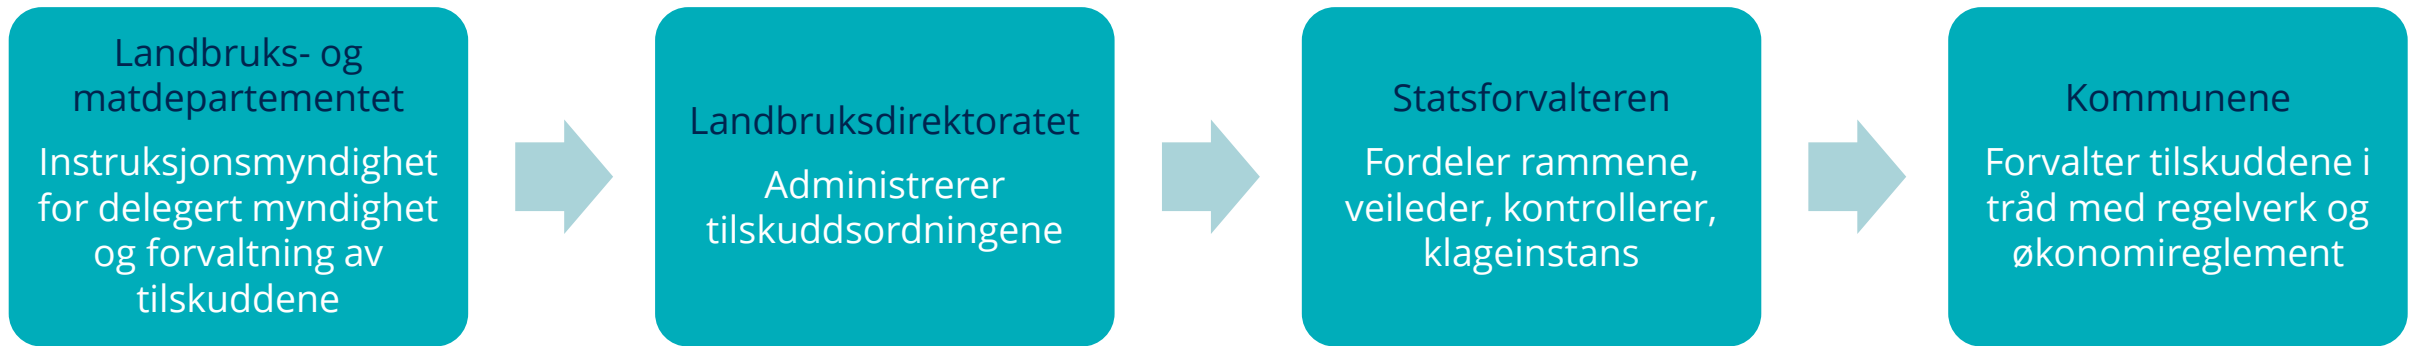 Landbruks- og
matdepartementet
Instruksjonsmyndighet
for delegert myndighet
og forvaltning av
tilskuddene
Landbruksdirektoratet
Administrerer
tilskuddsordningene
Statsforvalteren
Fordeler rammene,
veileder, kontrollerer,
klageinstans
Kommunene
Forvalter tilskuddene i
tråd med regelverk og
økonomireglement